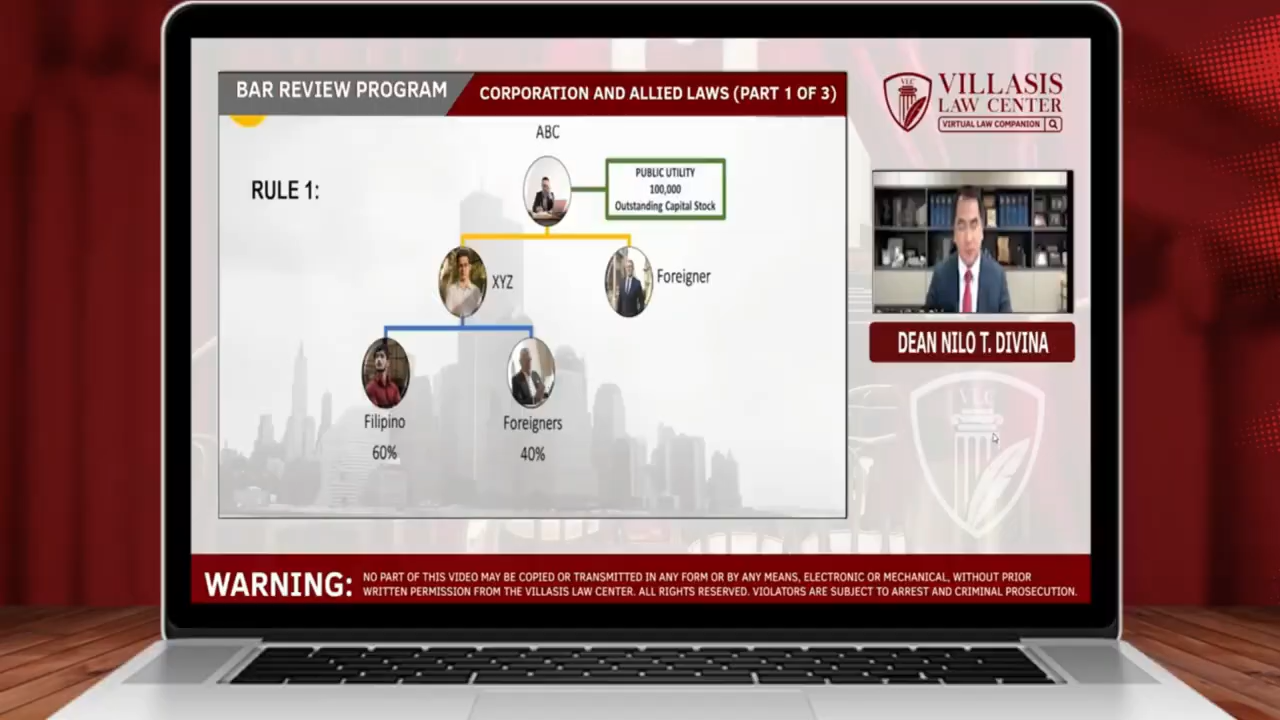 BAR REVIEW PROGRAM
CORPORATION AND ALLIED LAWS (PART 1 OF 3)
VLC
VILLASIS
LAW CENTER
VIRTUAL LAW COMPANION
ABC
RULE 1:
PUBLIC UTILITY
100,000
Outstanding Capital Stock
XYZ
Foreigner
Filipino
60%
Foreigners
40%
DEAN NILO T. DIVINA
VLC
WARNING:
NO PART OF THIS VIDEO MAY BE COPIED OR TRANSMITTED IN ANY FORM OR BY ANY MEANS, ELECTRONIC OR MECHANICAL, WITHOUT PRIOR
WRITTEN PERMISSION FROM THE VILLASIS LAW CENTER. ALL RIGHTS RESERVED. VIOLATORS ARE SUBJECT TO ARREST AND CRIMINAL PROSECUTION.